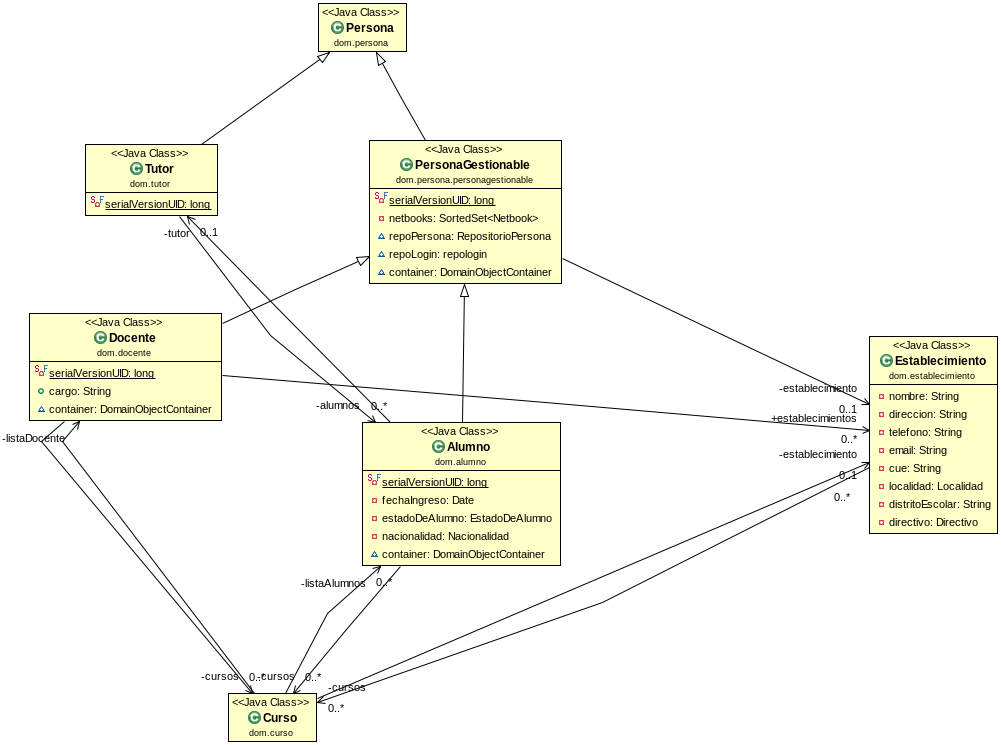 <<Java Class>>
Persona
dom.persona
<<Java Class>>
Tutor
dom.tutor
serialVersionUID: long
<<Java Class>>
PersonaGestionable
dom.persona.personagestionable
serialVersionUID: long
netbooks: SortedSet<Netbook>
repoPersona: RepositorioPersona
repoLogin: repologin
container: DomainObjectContainer
-tutor
0..1
<<Java Class>>
Docente
dom.docente
serialVersionUID: long
cargo: String
container: DomainObjectContainer
<<Java Class>>
Establecimiento
dom.establecimiento
nombre: String
direccion: String
telefono: String
email: String
cue: String
localidad: Localidad
distritoEscolar: String
directivo: Directivo
-establecimiento
0..1
+establecimientos
0..*
-establecimiento
0..1
0..*
-alumnos
0..*
<<Java Class>>
Alumno
dom.alumno
serialVersionUID: long
fechaIngreso: Date
estadoDeAlumno: EstadoDeAlumno
nacionalidad: Nacionalidad
container: DomainObjectContainer
-listaDocente
-listaAlumnos
0..*
-cursos
0..*
-cursos
0..*
-cursos
0..*
<<Java Class>>
Curso
dom.curso